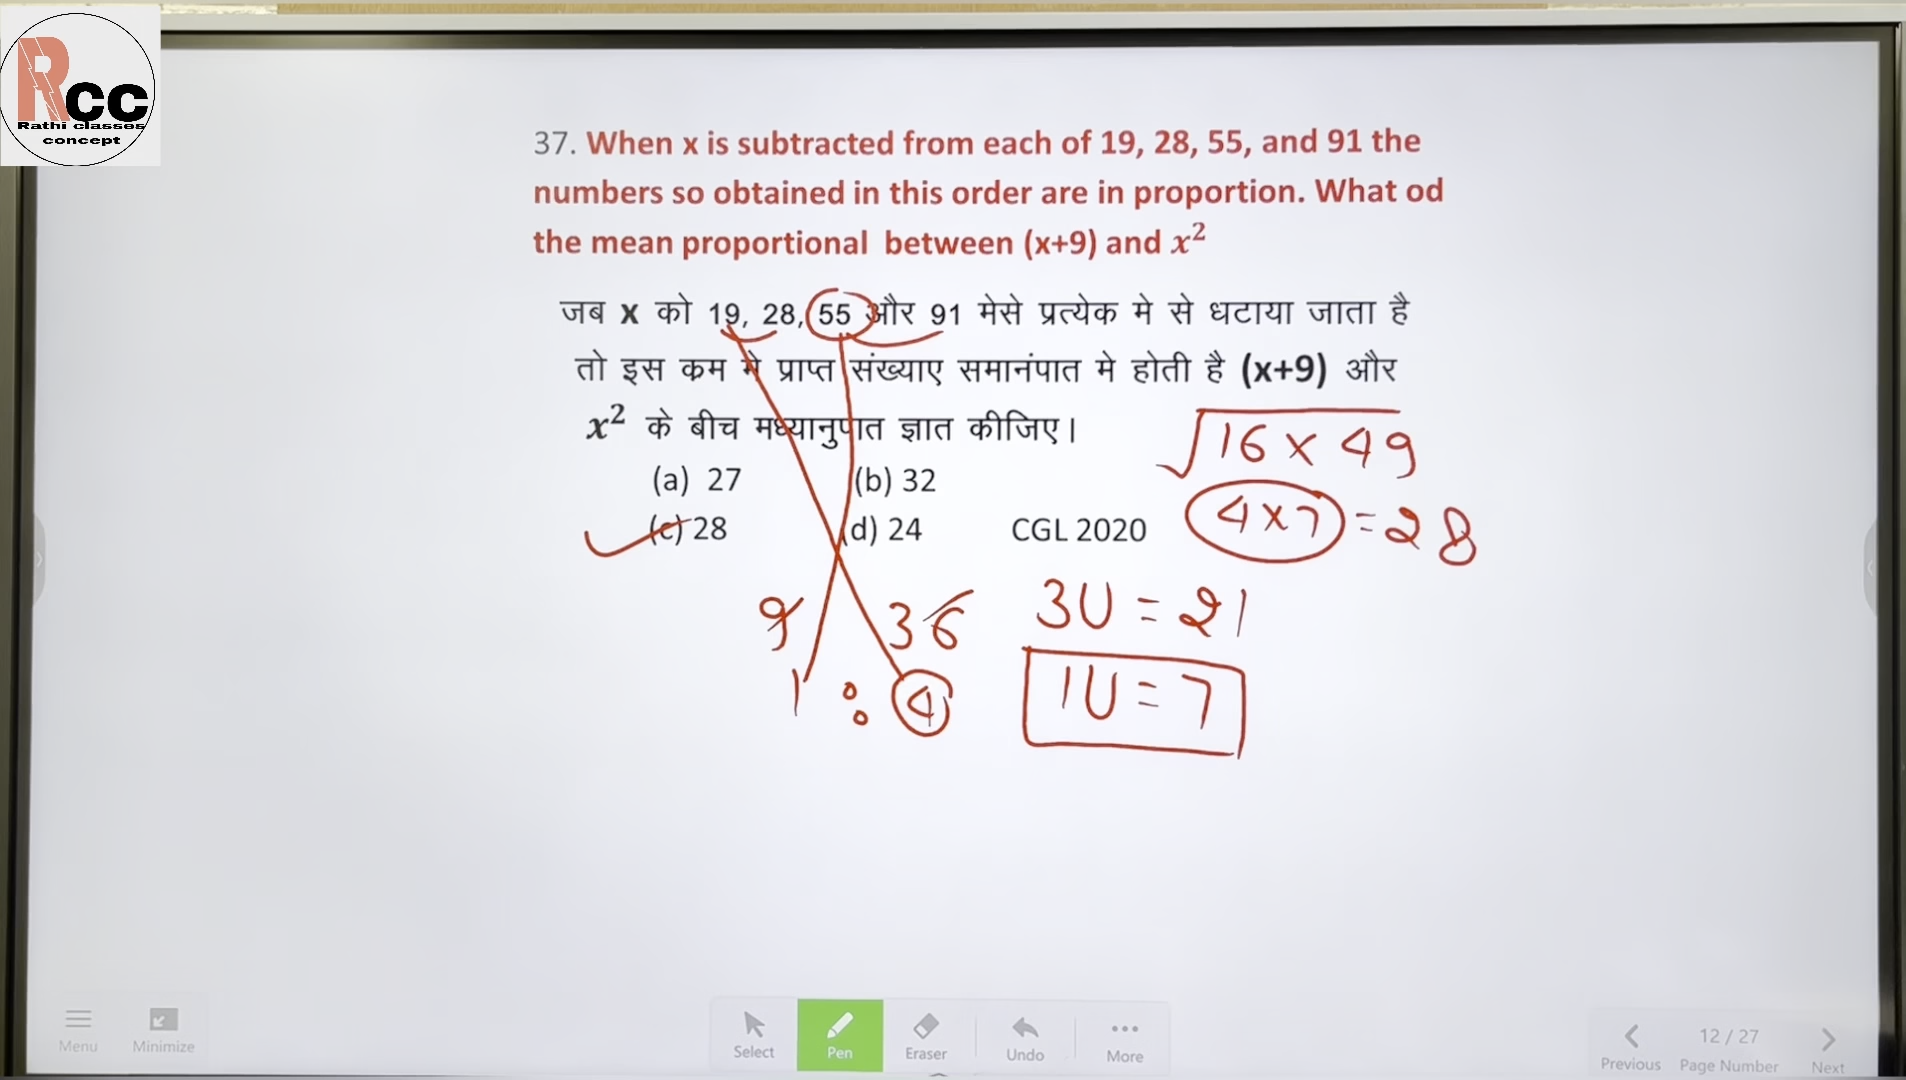 Rcc
Rathi classes
concept
37. When x is subtracted from each of 19, 28, 55, and 91 the
numbers so obtained in this order are in proportion. What od
the mean proportional between (x+9) and x²
जब x को 19, 28, 55 और 91 मेसे प्रत्येक मे से धटाया जाता है
तो इस कम मे प्राप्त संख्याए समानंपात मे होती है (x+9) और
x² के बीच मध्यानुपात ज्ञात कीजिए।
√16 × 49
(a) 27 (b) 32
4×7 = 28
(c) 28 (d) 24 CGL 2020
9 36 3U = 21
1 : 4 1U = 7
Menu Minimize Select Pen Eraser Undo More
12 / 27
Previous Page Number Next